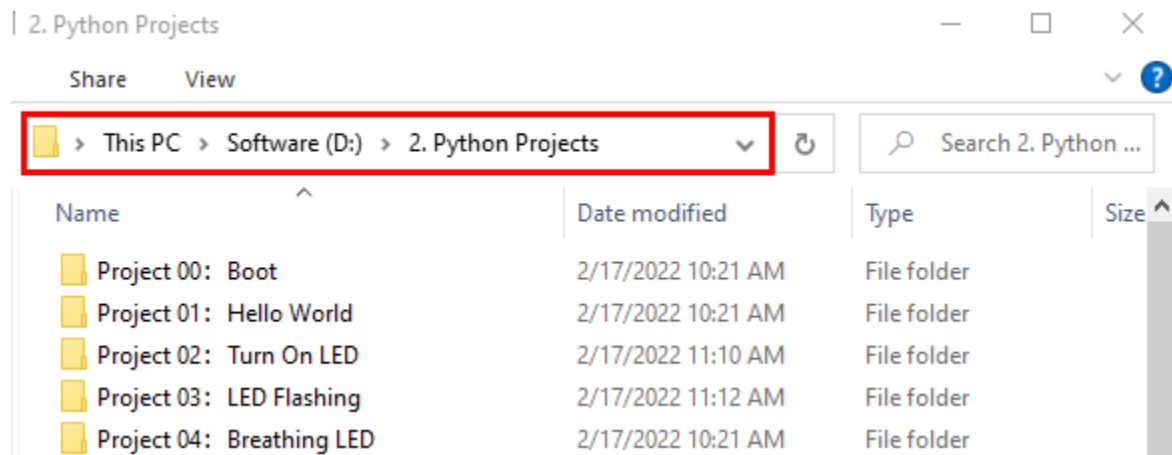 2. Python Projects
Share View
This PC > Software (D:) > 2. Python Projects Search 2. Python ...
Name Date modified Type Size
Project 00：Boot 2/17/2022 10:21 AM File folder
Project 01：Hello World 2/17/2022 10:21 AM File folder
Project 02：Turn On LED 2/17/2022 11:10 AM File folder
Project 03：LED Flashing 2/17/2022 11:12 AM File folder
Project 04：Breathing LED 2/17/2022 10:21 AM File folder